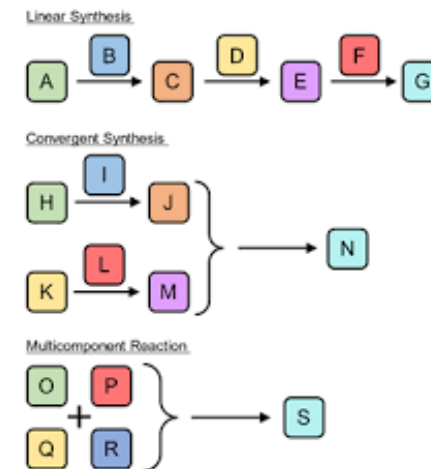 Linear Synthesis
B D F
A C E G
Convergent Synthesis
I
H J
N
L
K M
Multicomponent Reaction
O P
+
S
Q R